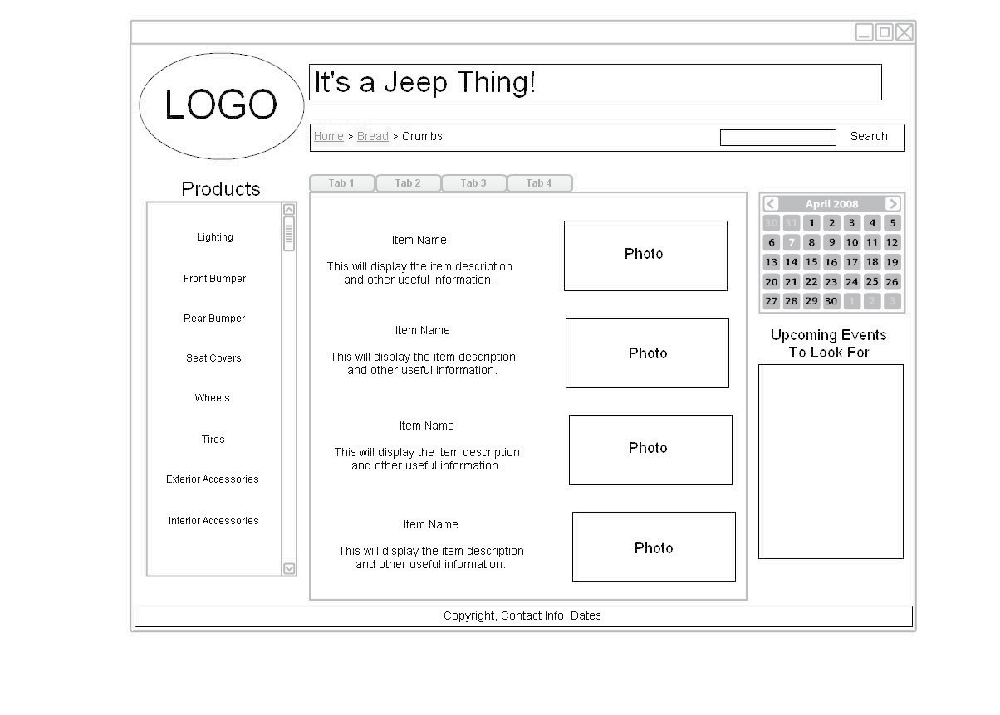 LOGO
It's a Jeep Thing!
Home > Bread > Crumbs
Search
Products
Lighting
Front Bumper
Rear Bumper
Seat Covers
Wheels
Tires
Exterior Accessories
Interior Accessories
Tab 1 Tab 2 Tab 3 Tab 4
Item Name
This will display the item description
and other useful information.
Photo
Item Name
This will display the item description
and other useful information.
Photo
Item Name
This will display the item description
and other useful information.
Photo
Item Name
This will display the item description
and other useful information.
Photo
April 2008
30 31 1 2 3 4 5
6 7 8 9 10 11 12
13 14 15 16 17 18 19
20 21 22 23 24 25 26
27 28 29 30 1 2 3
Upcoming Events
To Look For
Copyright, Contact Info, Dates